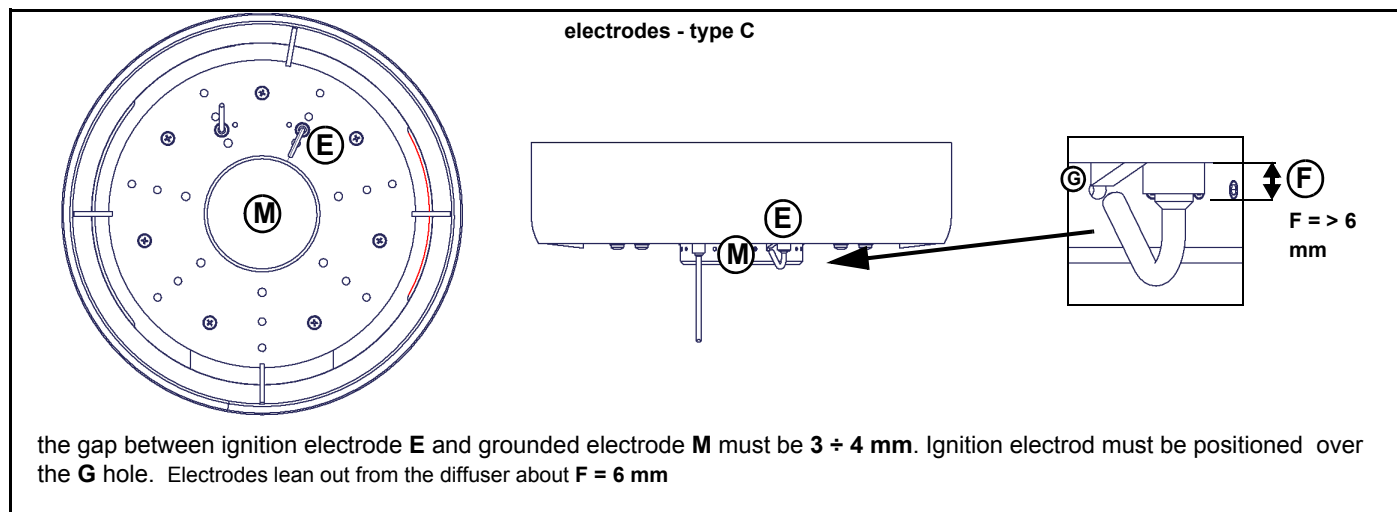 electrodes - type C
E
M
E
M
G
F
F = > 6
mm
the gap between ignition electrode E and grounded electrode M must be 3 ÷ 4 mm. Ignition electrod must be positioned over
the G hole. Electrodes lean out from the diffuser about F = 6 mm